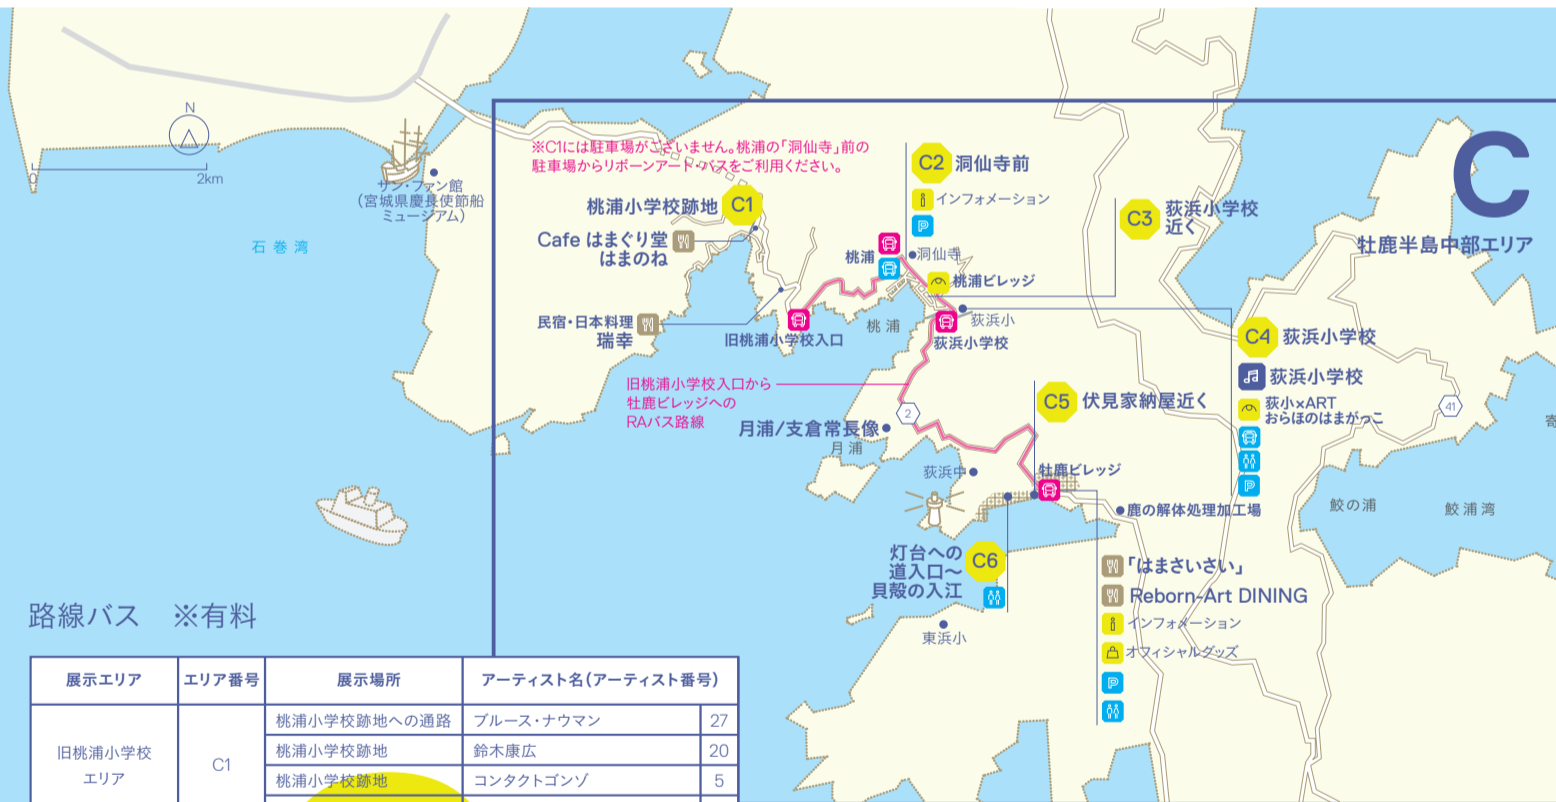 N
0
2km
サン・ファン館
(宮城県慶長使節船
ミュージアム)
石巻湾
※C1には駐車場がございません。桃浦の「洞仙寺」前の
駐車場からリボーンアート・バスをご利用ください。
桃浦小学校跡地
C1
Cafe はまぐり堂
はまのね
民宿・日本料理
瑞幸
旧桃浦小学校入口
C2
洞仙寺前
インフォメーション
P
桃浦
洞仙寺
桃浦ビレッジ
桃浦
荻浜小
荻浜小学校
C3
荻浜小学校
近く
C
牡鹿半島中部エリア
C4
荻浜小学校
荻浜小学校
荻小×ART
おらほのはまがっこ
P
41
寄
旧桃浦小学校入口から
牡鹿ビレッジへの
RAバス路線
2
月浦/支倉常長像
月浦
C5
伏見家納屋近く
荻浜中
牡鹿ビレッジ
鹿の解体処理加工場
鮫の浦
鮫浦湾
灯台への
道入口〜
貝殻の入江
C6
東浜小
「はまさいさい」
Reborn-Art DINING
インフォメーション
オフィシャルグッズ
P
路線バス ※有料
展示エリア エリア番号 展示場所 アーティスト名(アーティスト番号)
旧桃浦小学校
エリア
C1
桃浦小学校跡地への通路 ブルース・ナウマン 27
桃浦小学校跡地 鈴木康広 20
桃浦小学校跡地 コンタクトゴンゾ 5